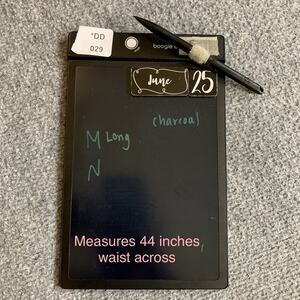 *DD
029
boogie
June
25
charcoal
M Long
N
Measures 44 inches
waist across